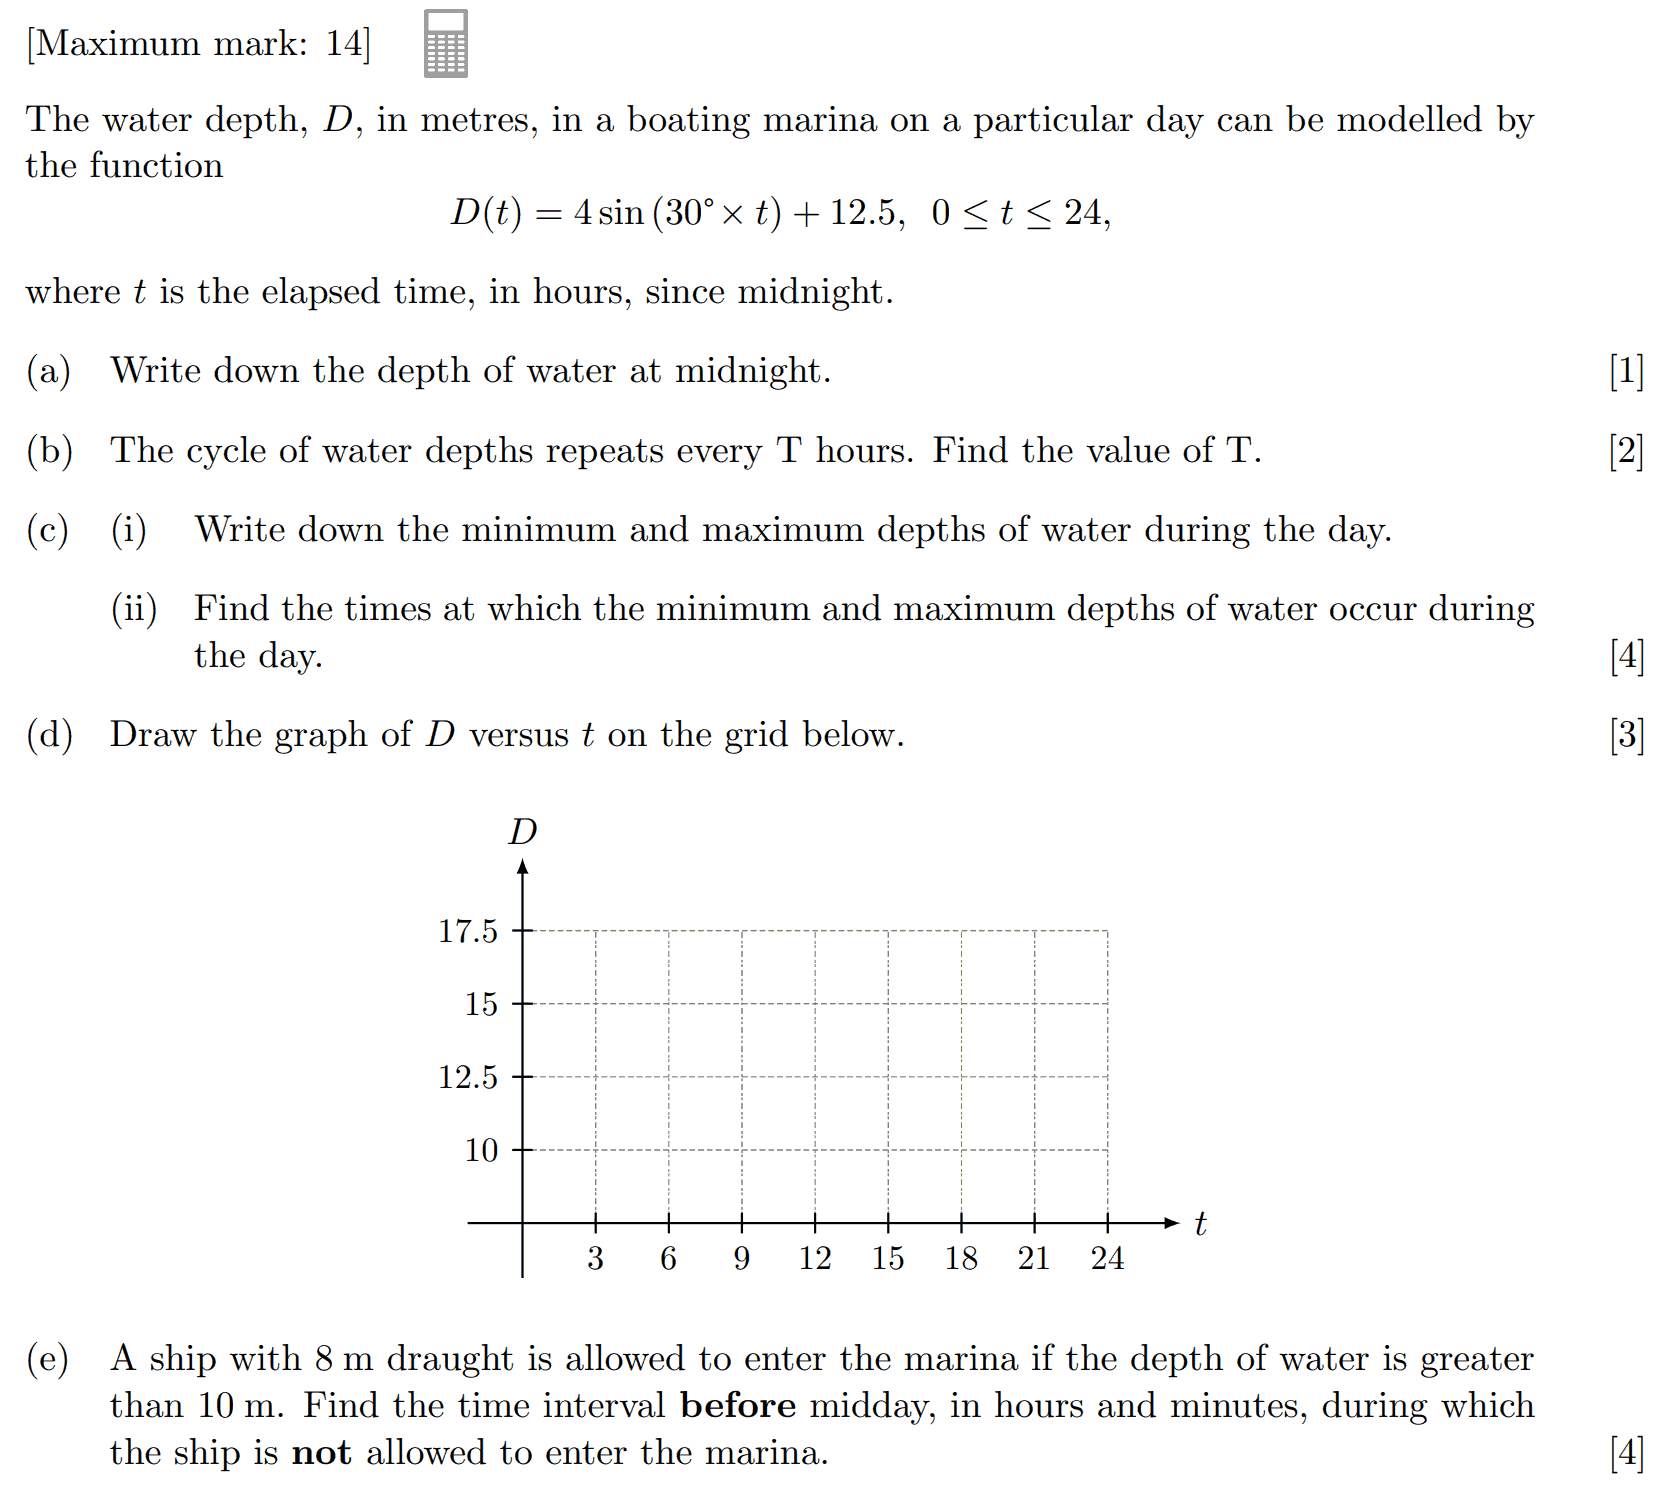 [Maximum mark: 14]
The water depth, D, in metres, in a boating marina on a particular day can be modelled by
the function
D(t) = 4 sin (30° × t) + 12.5, 0 ≤ t ≤ 24,
where t is the elapsed time, in hours, since midnight.
(a) Write down the depth of water at midnight. [1]
(b) The cycle of water depths repeats every T hours. Find the value of T. [2]
(c) (i) Write down the minimum and maximum depths of water during the day.
(ii) Find the times at which the minimum and maximum depths of water occur during
the day. [4]
(d) Draw the graph of D versus t on the grid below. [3]
D
17.5
15
12.5
10
t
3 6 9 12 15 18 21 24
(e) A ship with 8 m draught is allowed to enter the marina if the depth of water is greater
than 10 m. Find the time interval before midday, in hours and minutes, during which
the ship is not allowed to enter the marina. [4]